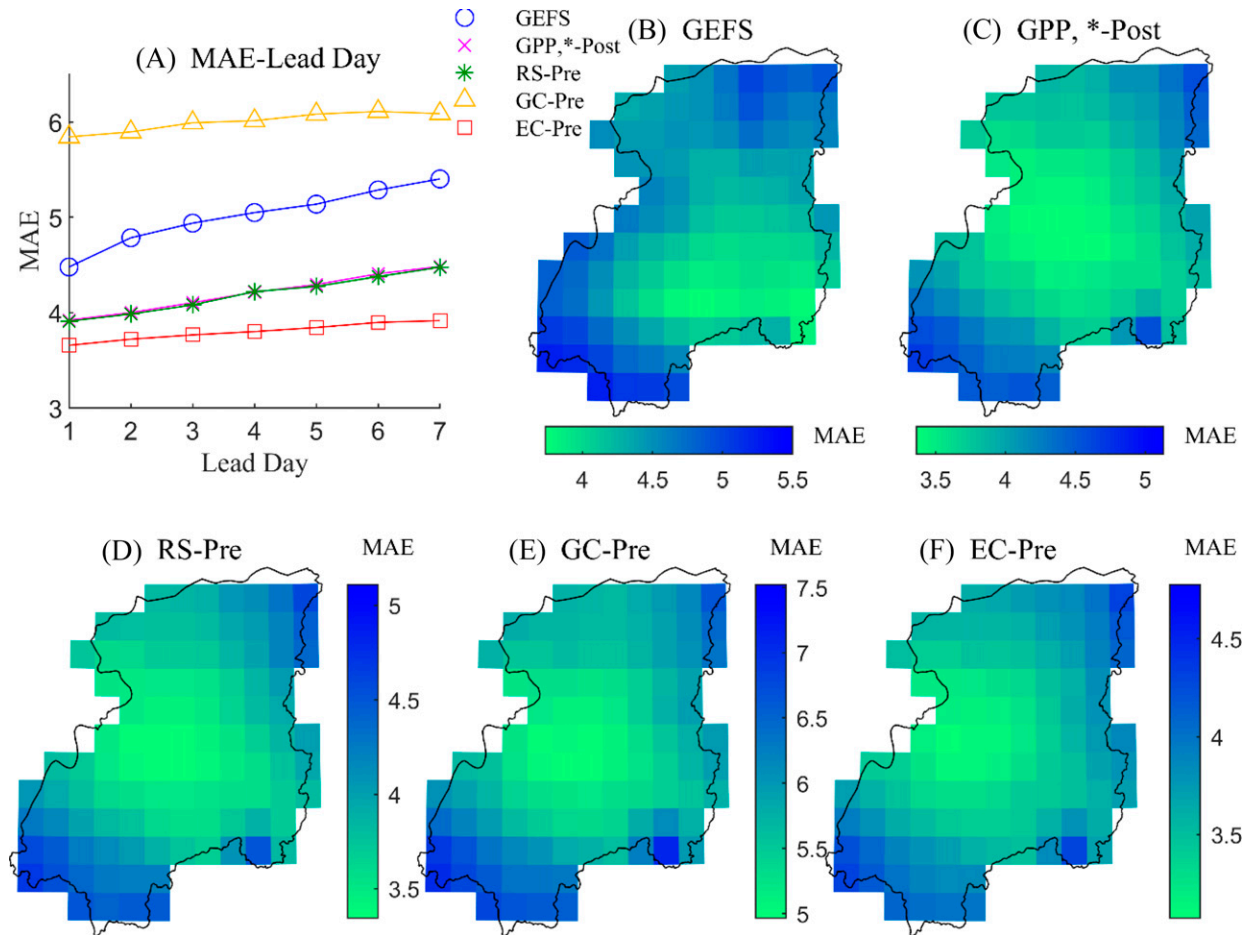 (A) MAE-Lead Day
GEFS
GPP,*-Post
RS-Pre
GC-Pre
EC-Pre
MAE
6
5
4
3
1 2 3 4 5 6 7
Lead Day
(B) GEFS
4 4.5 5 5.5
MAE
(C) GPP, *-Post
3.5 4 4.5 5
MAE
(D) RS-Pre
MAE
5
4.5
4
3.5
(E) GC-Pre
MAE
7.5
7
6.5
6
5.5
5
(F) EC-Pre
MAE
4.5
4
3.5